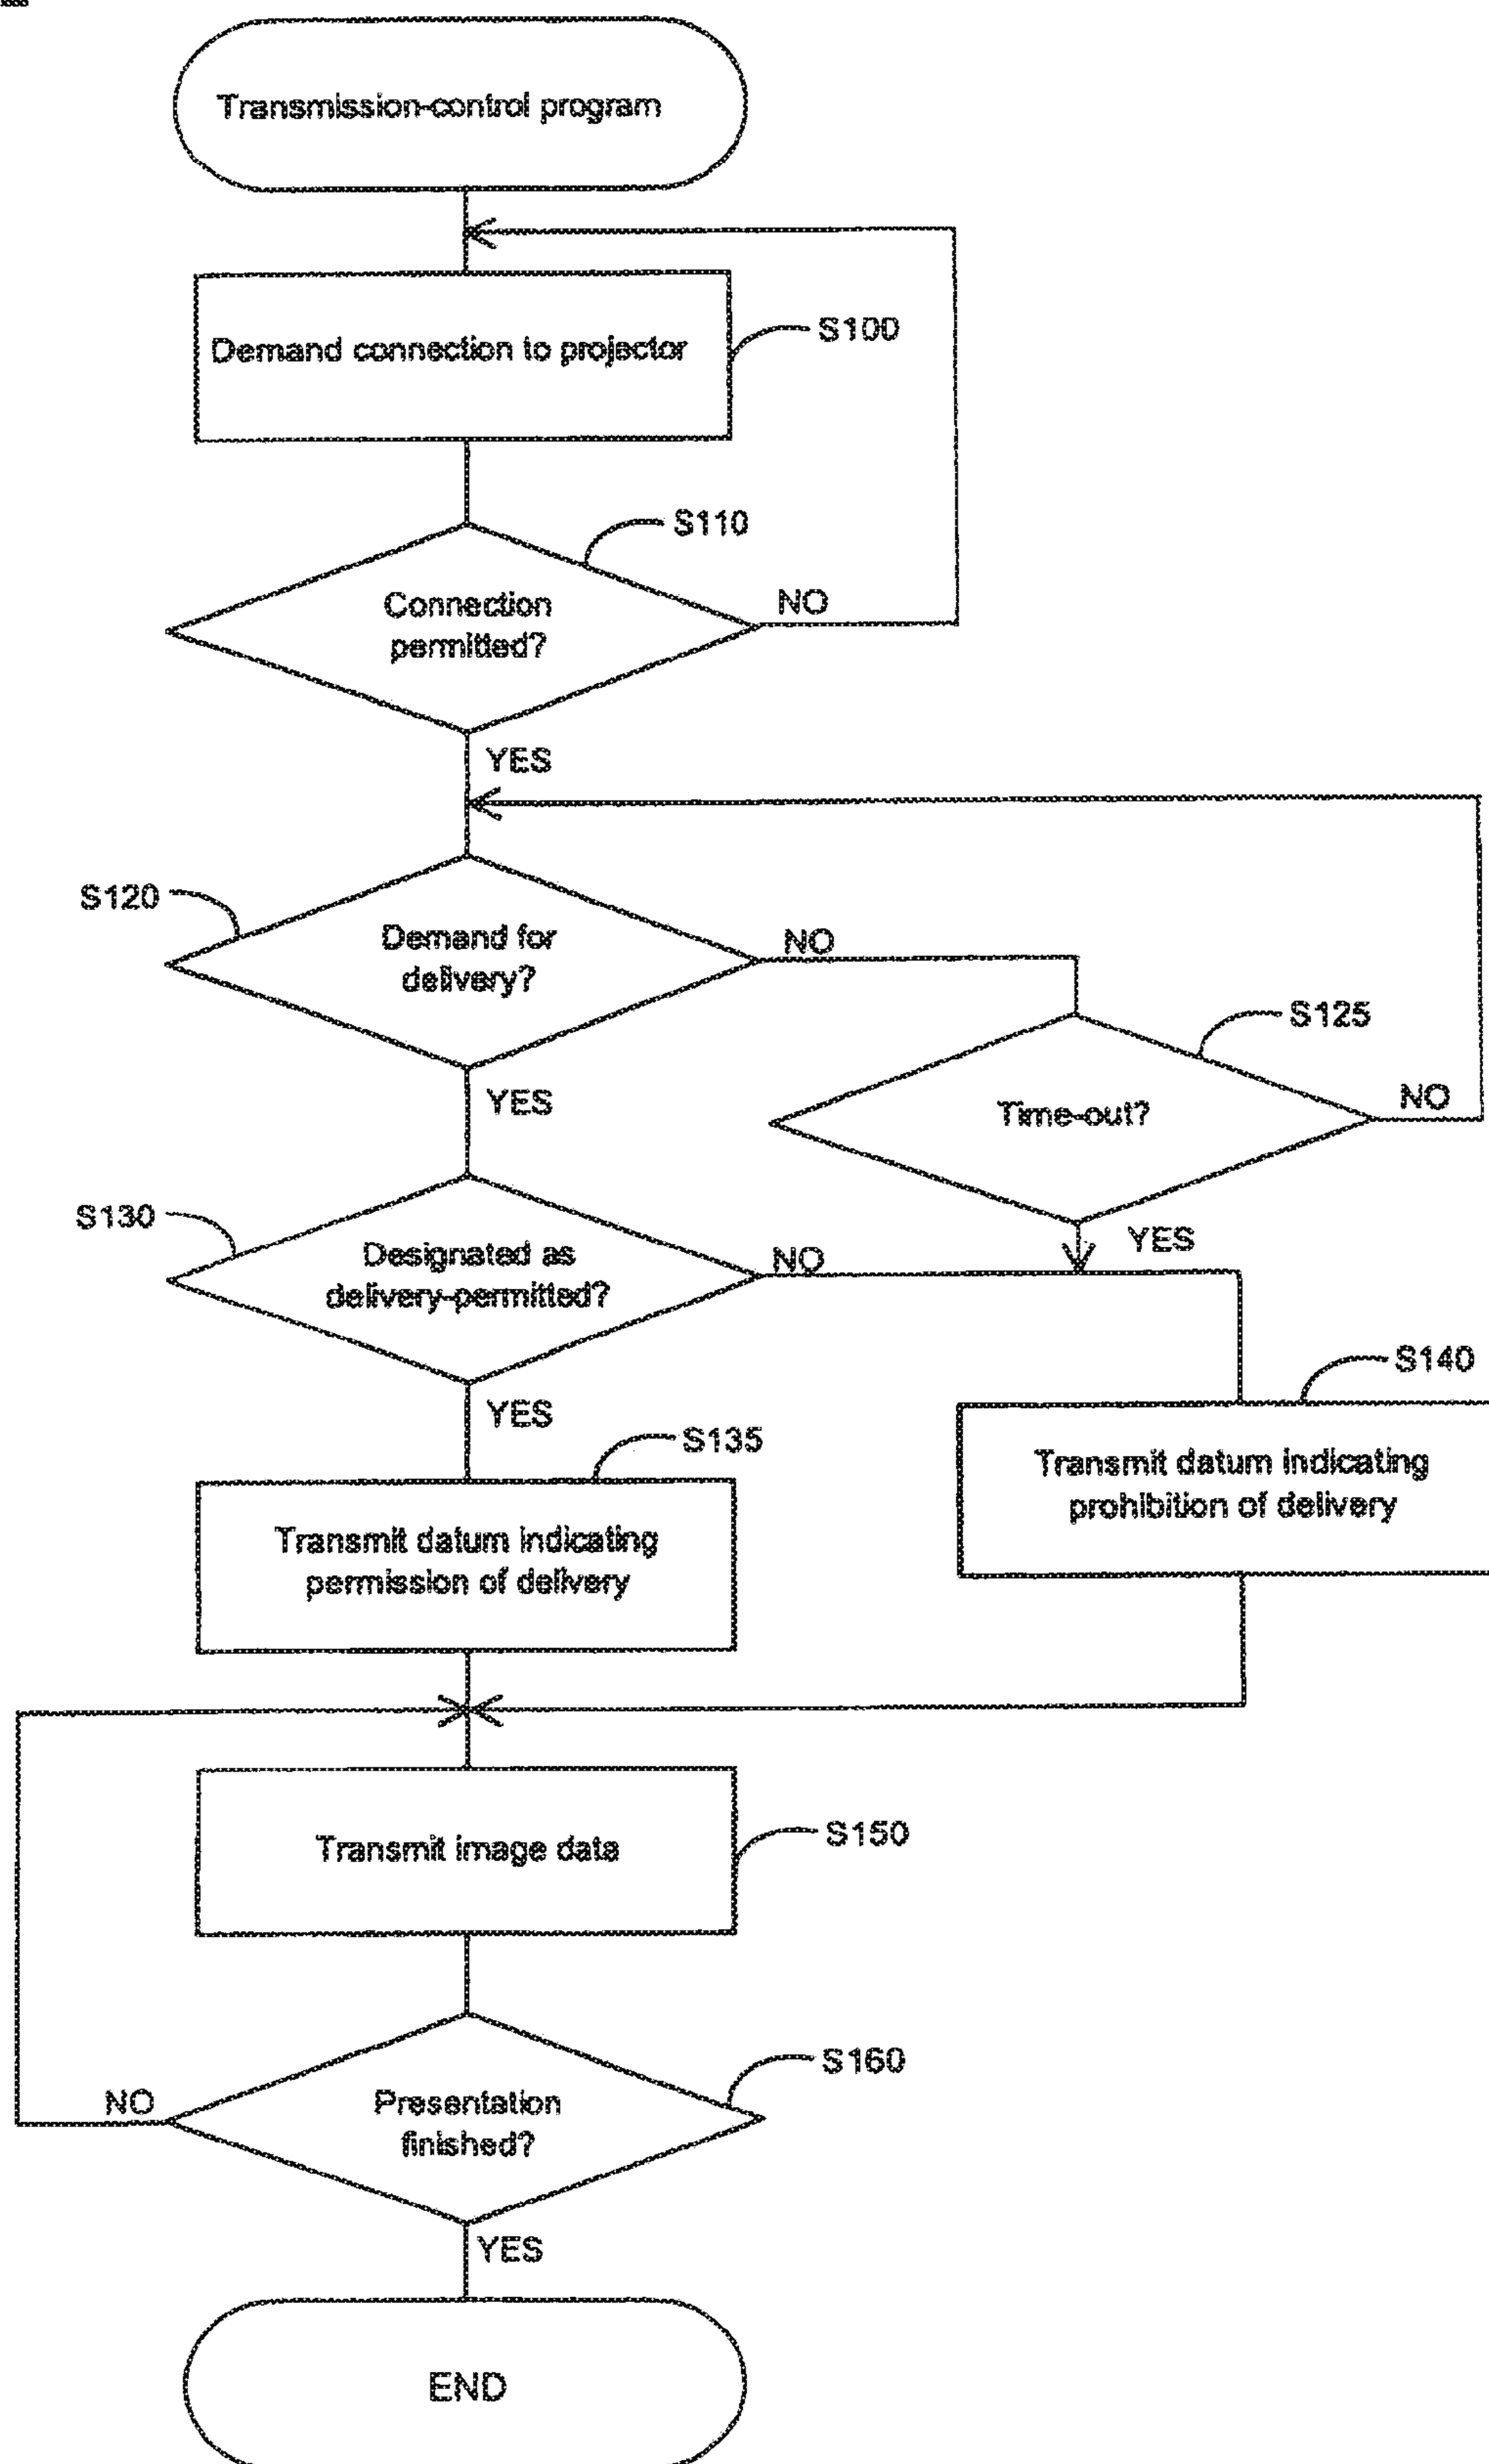 Transmission-control program
Demand connection to projector
S100
S110
Connection
permitted?
NO
YES
S120
Demand for
delivery?
NO
S125
YES
Time-out?
NO
S130
Designated as
delivery-permitted?
NO
YES
S140
YES
S135
Transmit datum indicating
prohibition of delivery
Transmit datum indicating
permission of delivery
Transmit image data
S150
S160
NO
Presentation
finished?
YES
END